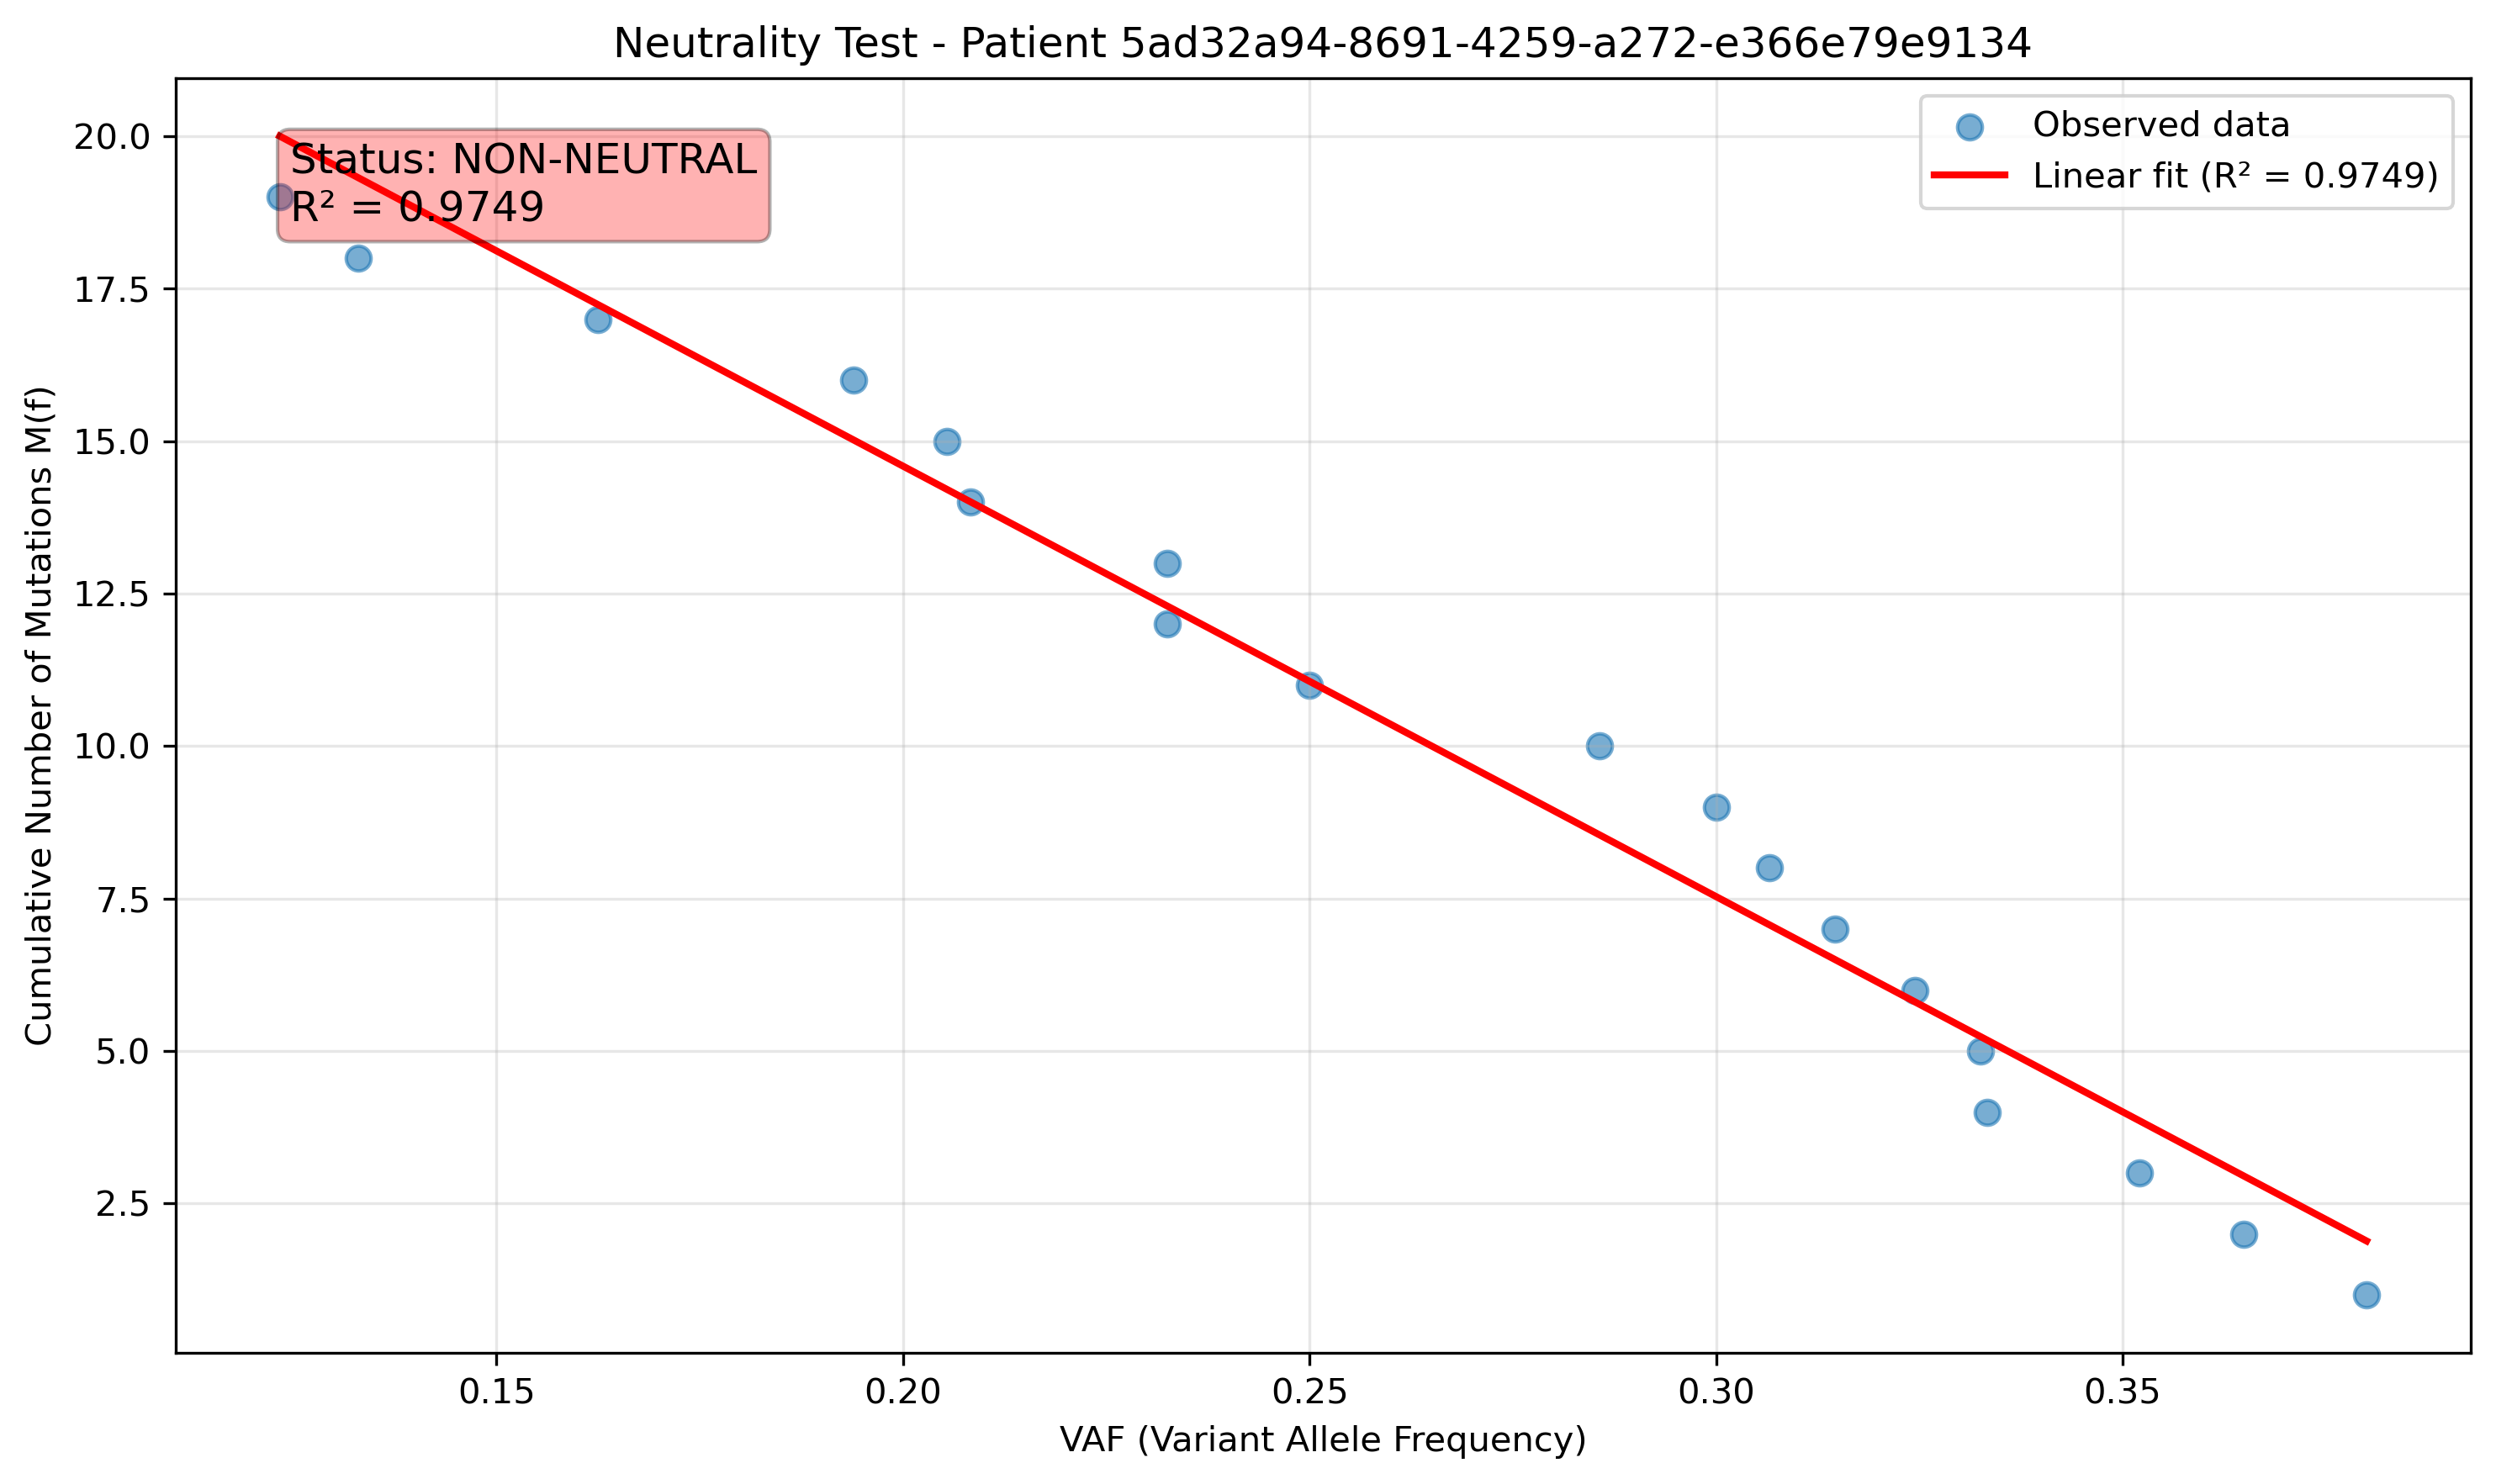 Neutrality Test - Patient 5ad32a94-8691-4259-a272-e366e79e9134
Status: NON-NEUTRAL
R² = 0.9749
Observed data
Linear fit (R² = 0.9749)
Cumulative Number of Mutations M(f)
20.0
17.5
15.0
12.5
10.0
7.5
5.0
2.5
0.15
0.20
0.25
0.30
0.35
VAF (Variant Allele Frequency)